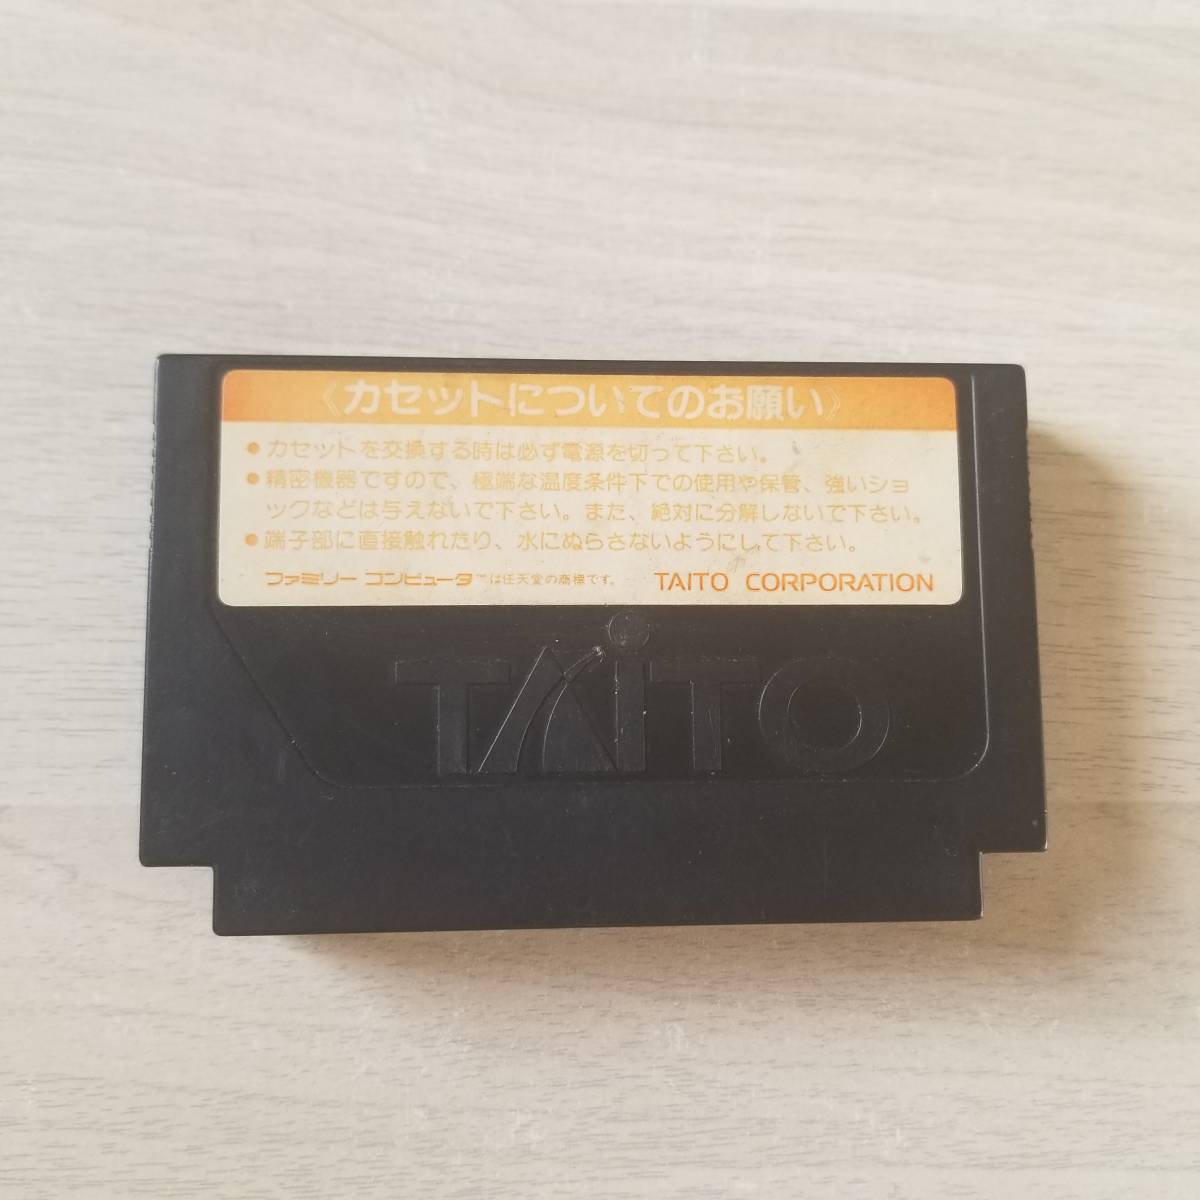 《カセットについてのお願い》
●カセットを交換する時は必ず電源を切って下さい。
●精密機器ですので、極端な温度条件下での使用や保管、強いショ
ックなどは与えないで下さい。また、絶対に分解しないで下さい。
●端子部に直接触れたり、水にぬらさないようにして下さい。
ファミリー コンピュータ™は任天堂の商標です。 TAITO CORPORATION
TAITO